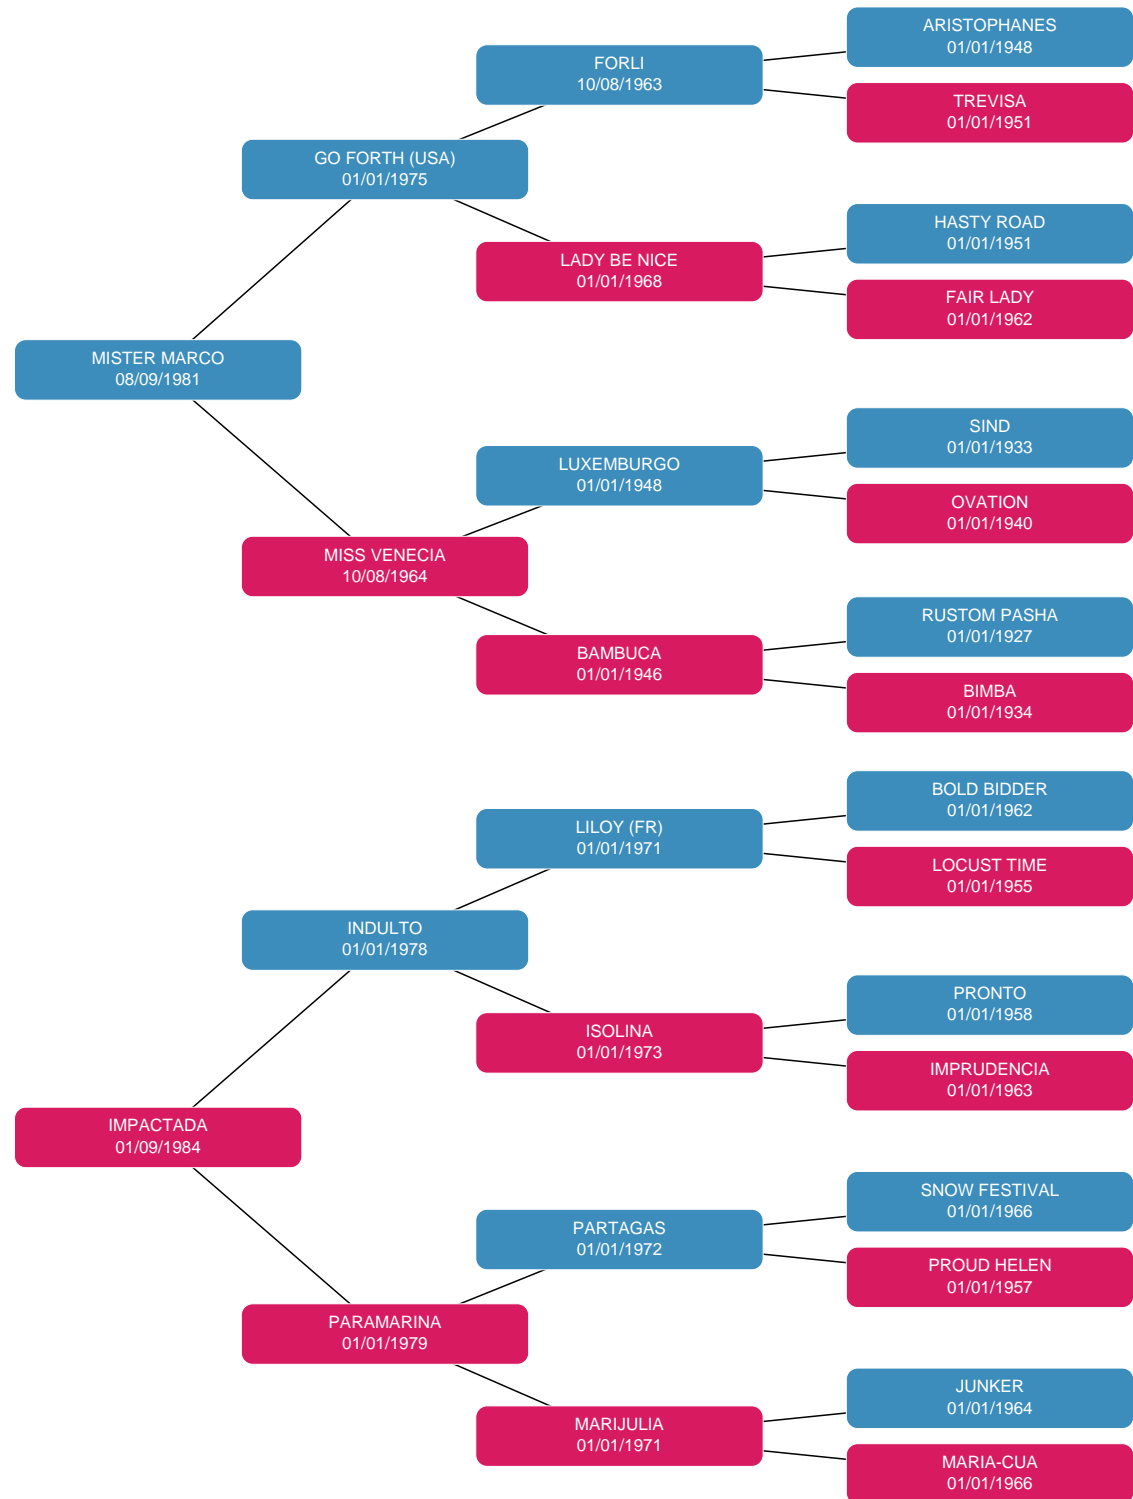 ARISTOPHANES
01/01/1948
FORLI
10/08/1963
TREVISA
01/01/1951
GO FORTH (USA)
01/01/1975
HASTY ROAD
01/01/1951
LADY BE NICE
01/01/1968
FAIR LADY
01/01/1962
MISTER MARCO
08/09/1981
SIND
01/01/1933
LUXEMBURGO
01/01/1948
OVATION
01/01/1940
MISS VENECIA
10/08/1964
RUSTOM PASHA
01/01/1927
BAMBUCA
01/01/1946
BIMBA
01/01/1934
BOLD BIDDER
01/01/1962
LILOY (FR)
01/01/1971
LOCUST TIME
01/01/1955
INDULTO
01/01/1978
PRONTO
01/01/1958
ISOLINA
01/01/1973
IMPRUDENCIA
01/01/1963
IMPACTADA
01/09/1984
SNOW FESTIVAL
01/01/1966
PARTAGAS
01/01/1972
PROUD HELEN
01/01/1957
PARAMARINA
01/01/1979
JUNKER
01/01/1964
MARIJULIA
01/01/1971
MARIA-CUA
01/01/1966